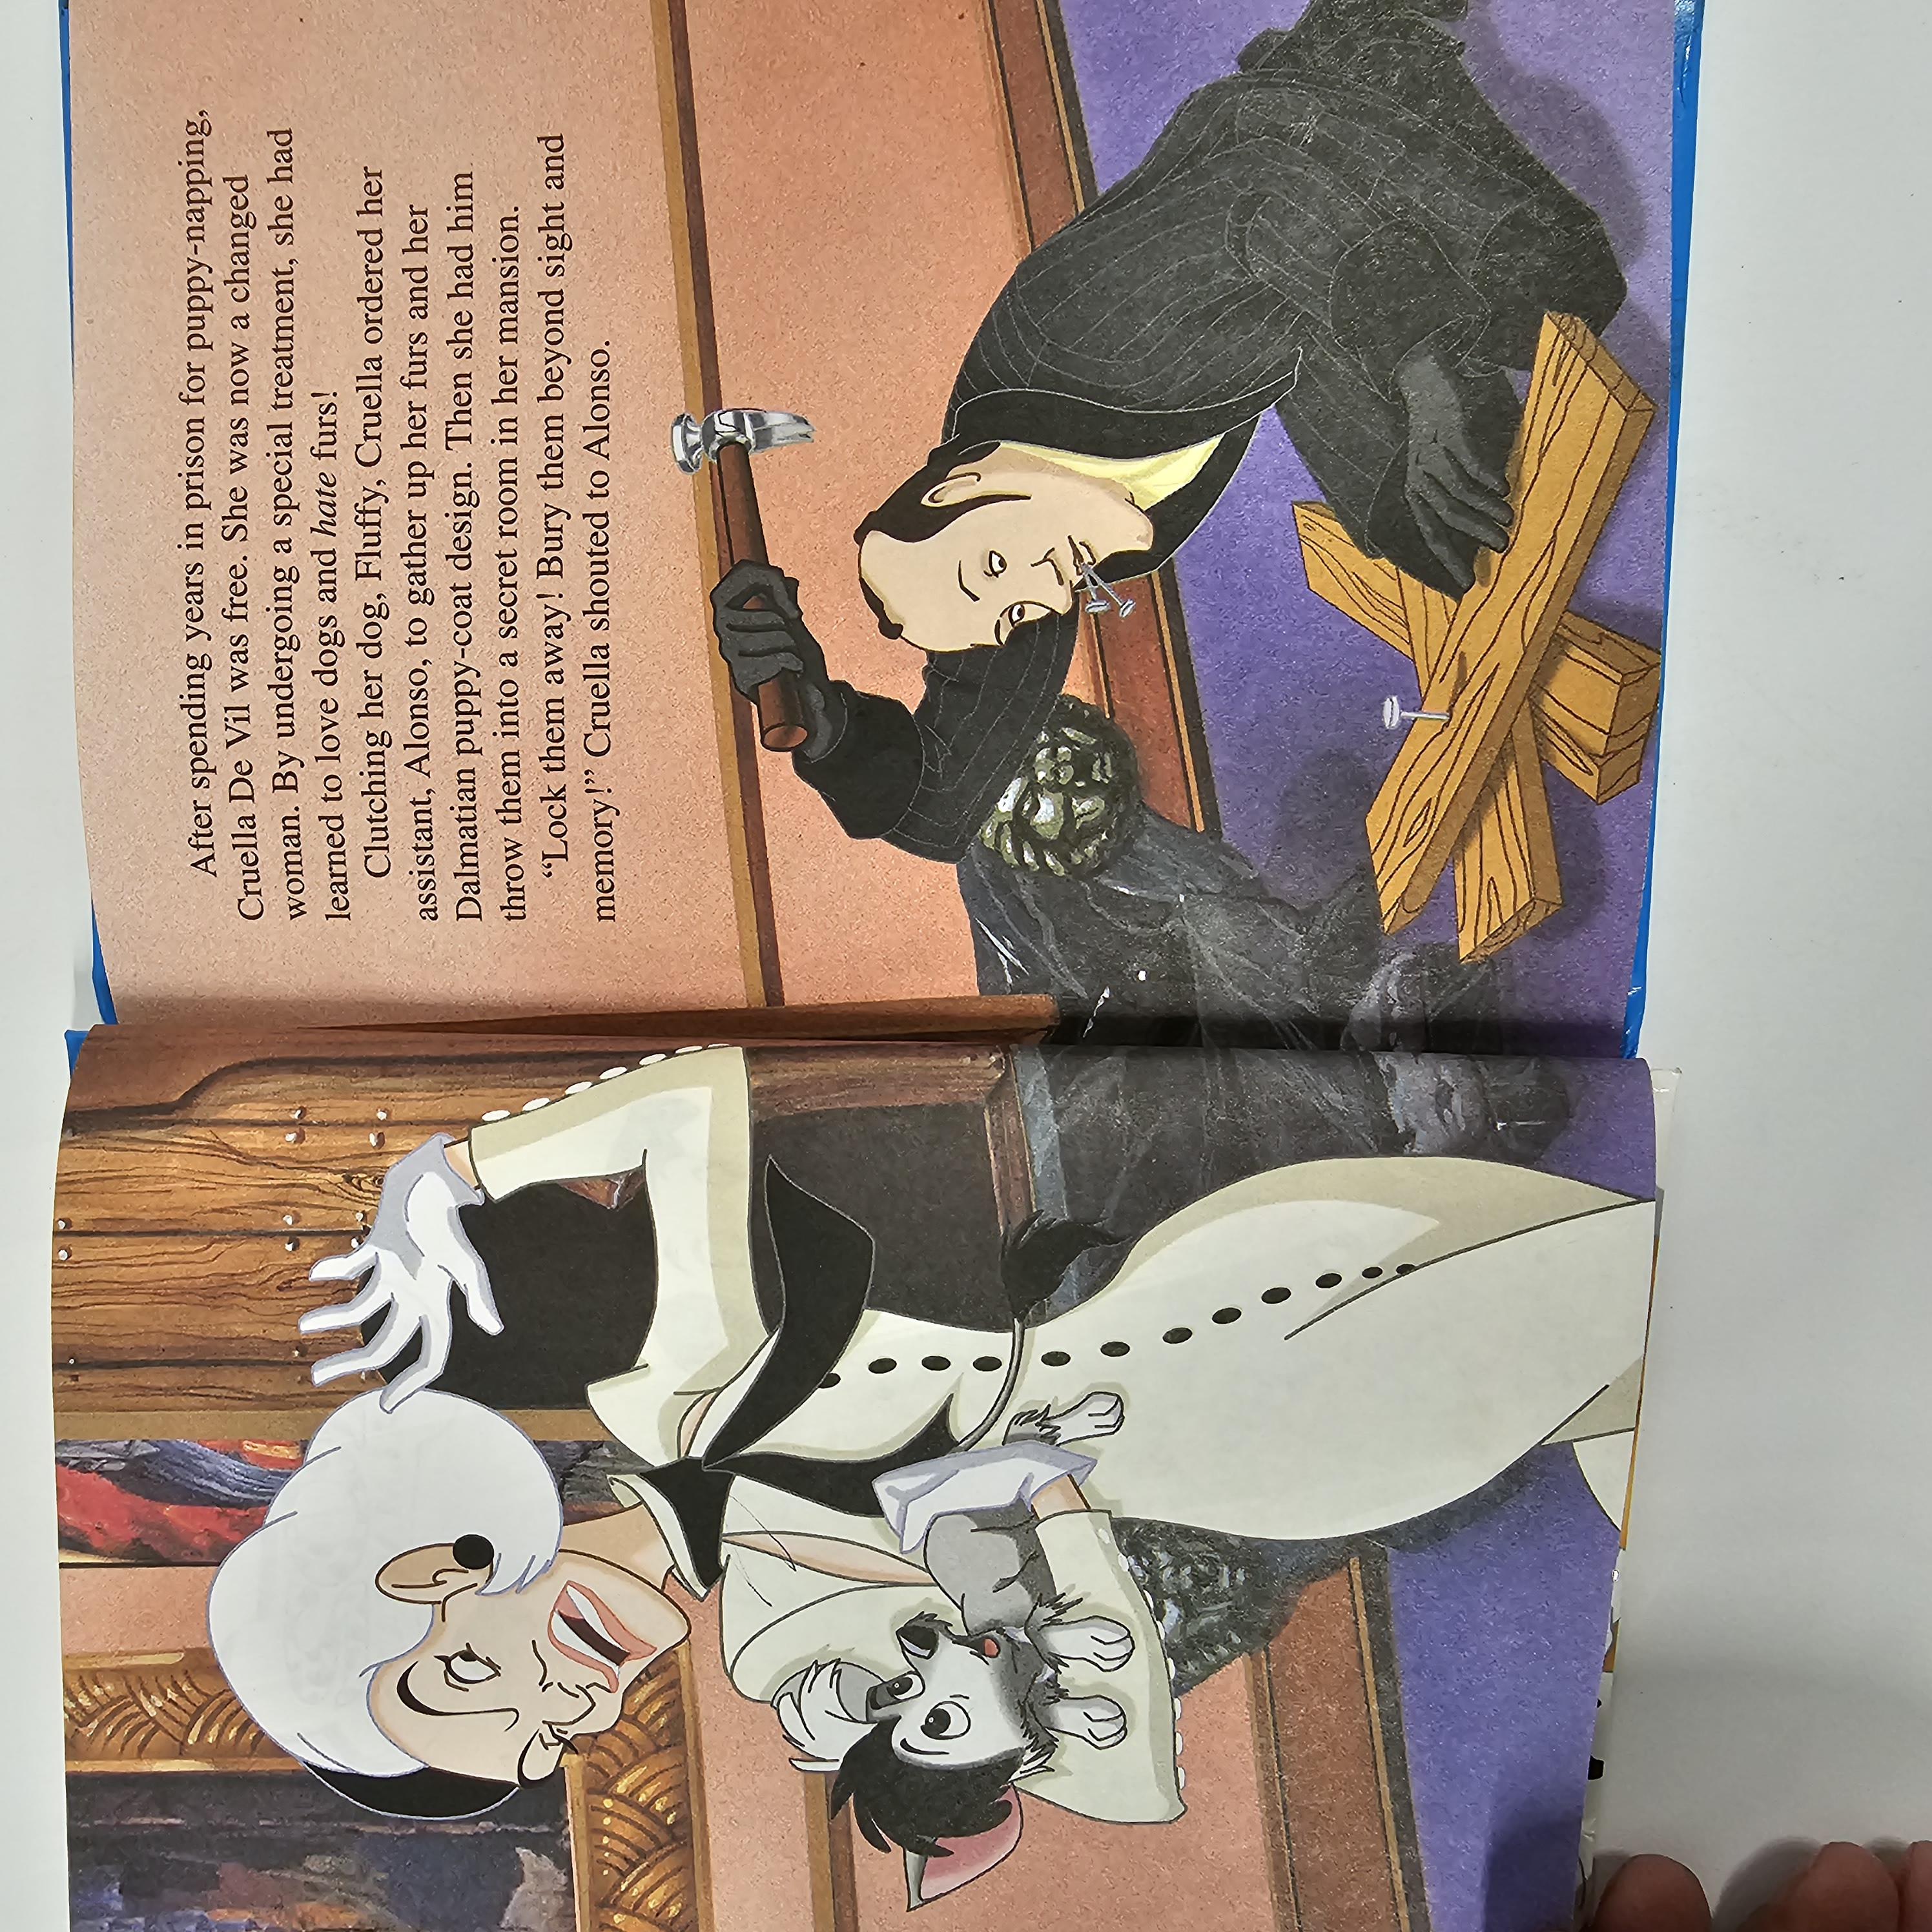 After spending years in prison for puppy-napping,
Cruella De Vil was free. She was now a changed
woman. By undergoing a special treatment, she had
learned to love dogs and hate furs!
Clutching her dog, Fluffy, Cruella ordered her
assistant, Alonso, to gather up her furs and her
Dalmatian puppy-coat design. Then she had him
throw them into a secret room in her mansion.
“Lock them away! Bury them beyond sight and
memory!” Cruella shouted to Alonso.